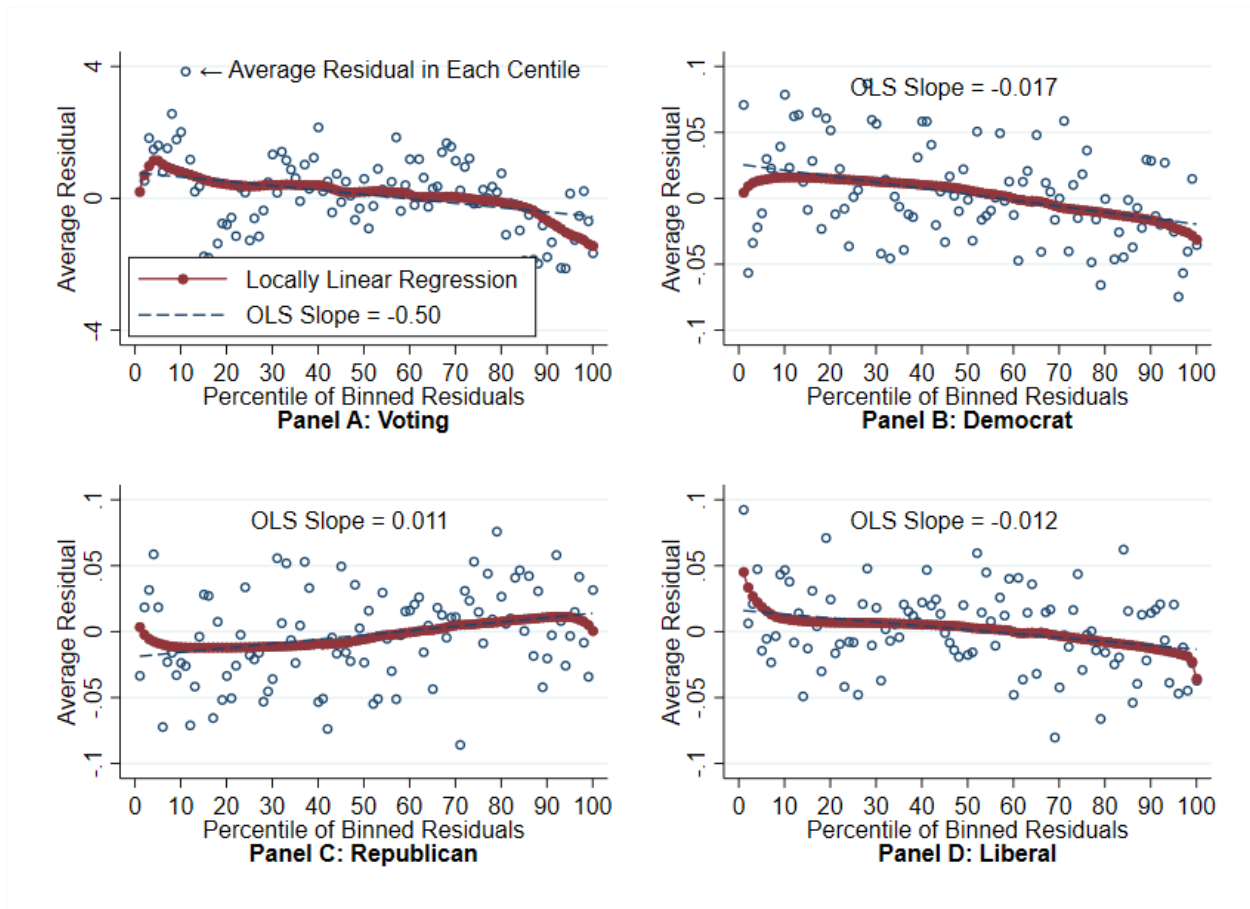 4
0
-4
Average Residual
← Average Residual in Each Centile
Locally Linear Regression
OLS Slope = -0.50
0 10 20 30 40 50 60 70 80 90 100
Percentile of Binned Residuals
Panel A: Voting
.1
.05
0
-.05
-.1
Average Residual
OLS Slope = -0.017
0 10 20 30 40 50 60 70 80 90 100
Percentile of Binned Residuals
Panel B: Democrat
.1
.05
0
-.05
-.1
Average Residual
OLS Slope = 0.011
0 10 20 30 40 50 60 70 80 90 100
Percentile of Binned Residuals
Panel C: Republican
.1
.05
0
-.05
-.1
Average Residual
OLS Slope = -0.012
0 10 20 30 40 50 60 70 80 90 100
Percentile of Binned Residuals
Panel D: Liberal